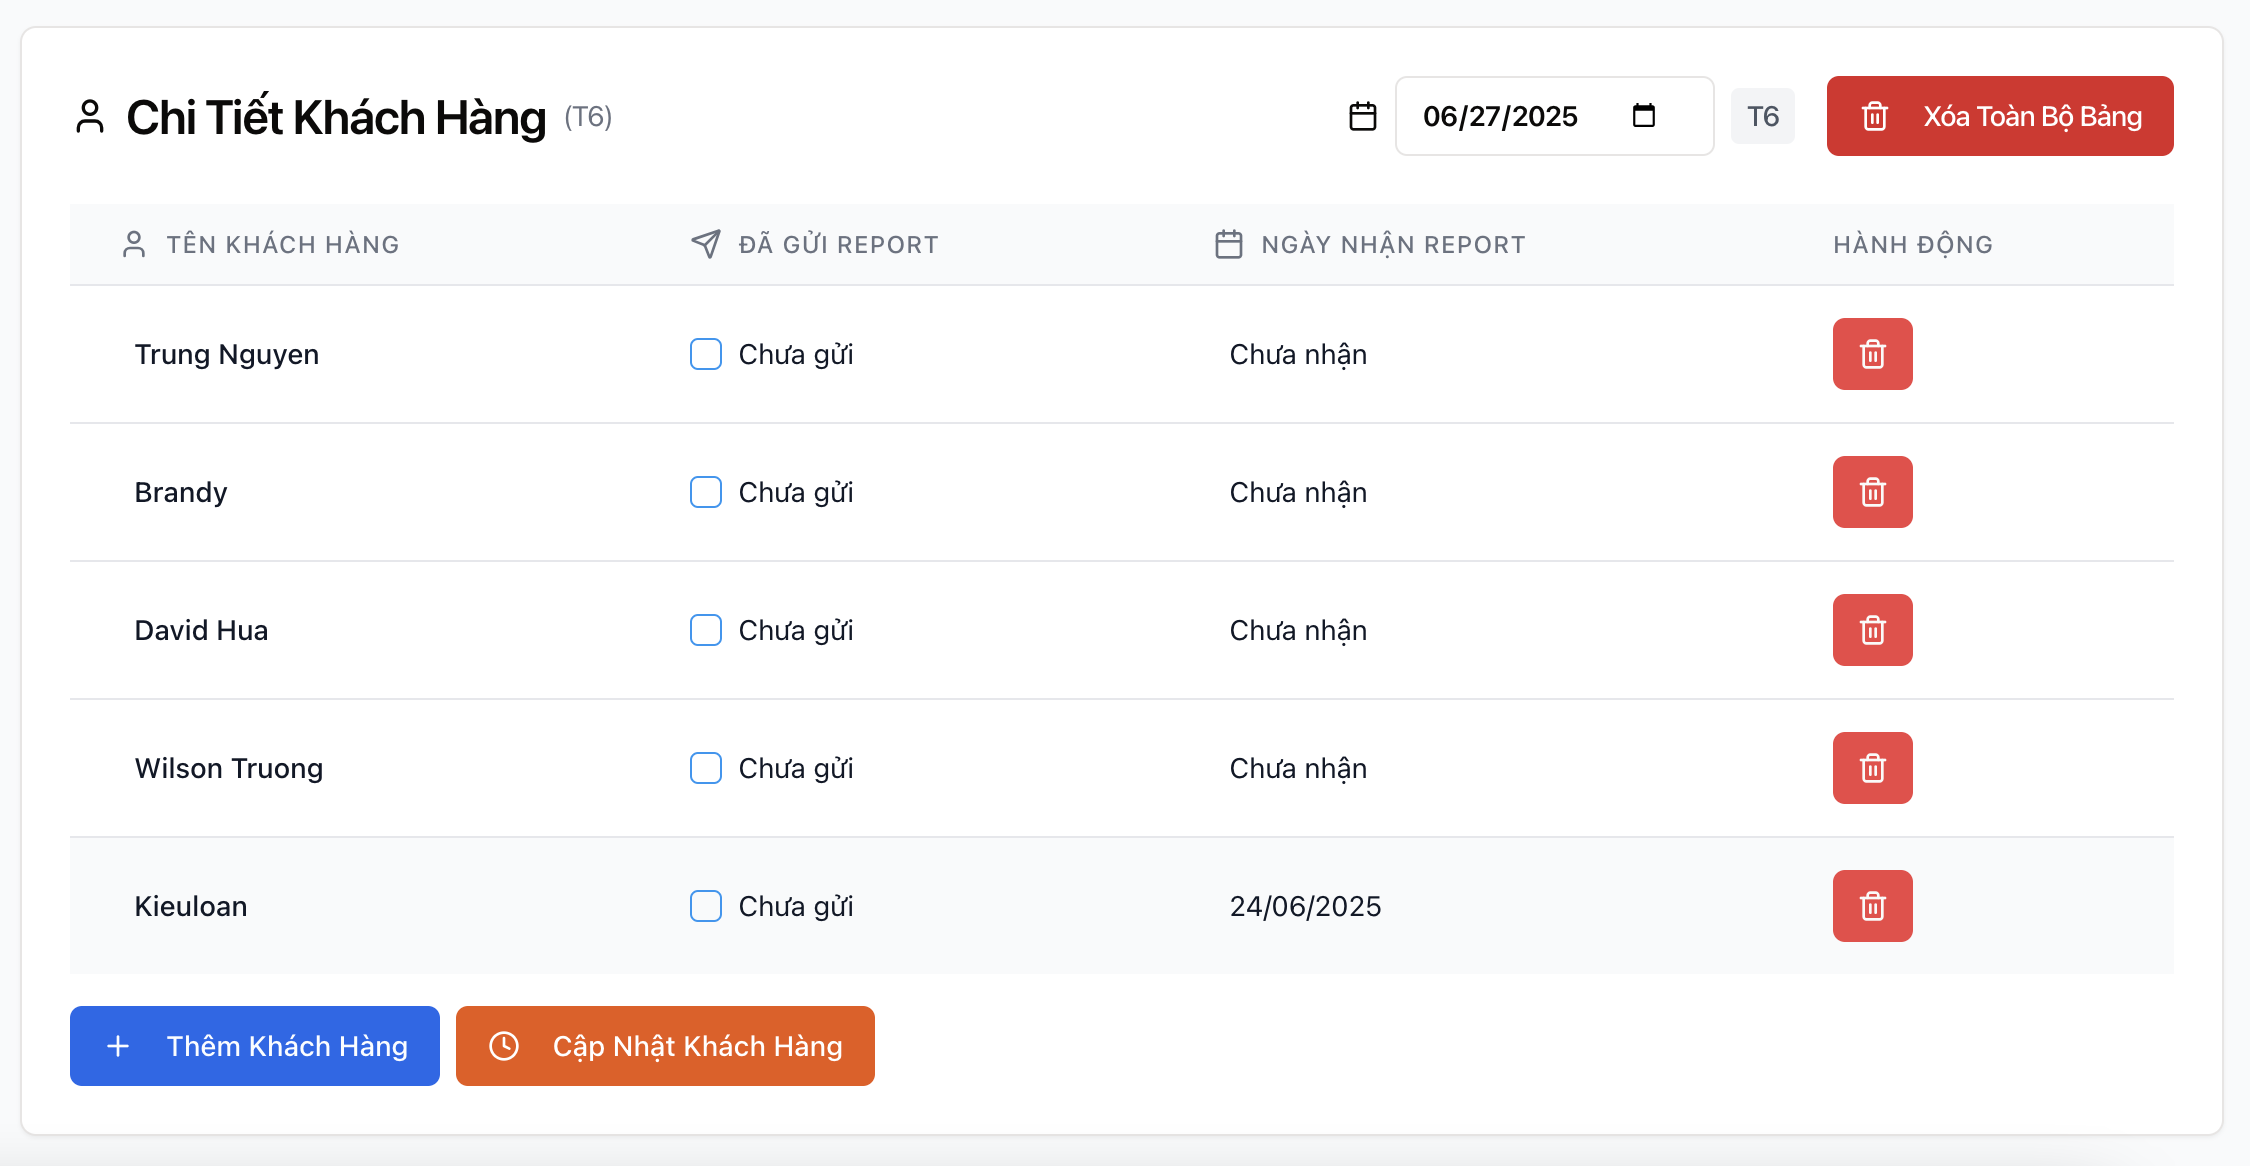 Chi Tiết Khách Hàng (T6)
06/27/2025
T6
Xóa Toàn Bộ Bảng
TÊN KHÁCH HÀNG ĐÃ GỬI REPORT NGÀY NHẬN REPORT HÀNH ĐỘNG
Trung Nguyen Chưa gửi Chưa nhận
Brandy Chưa gửi Chưa nhận
David Hua Chưa gửi Chưa nhận
Wilson Truong Chưa gửi Chưa nhận
Kieuloan Chưa gửi 24/06/2025
Thêm Khách Hàng
Cập Nhật Khách Hàng